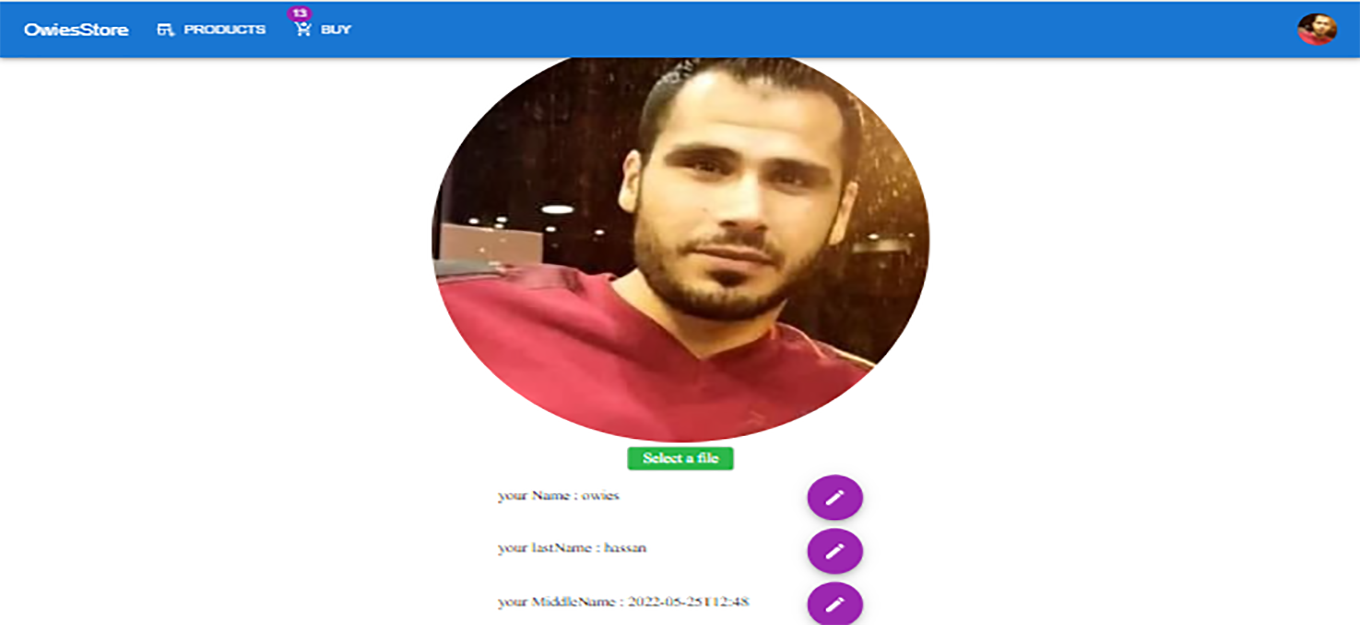 OwiesStore PRODUCTS 13 BUY
Select a file
your Name : owies
your lastName : hassan
your MiddleName : 2022-05-25T12:48